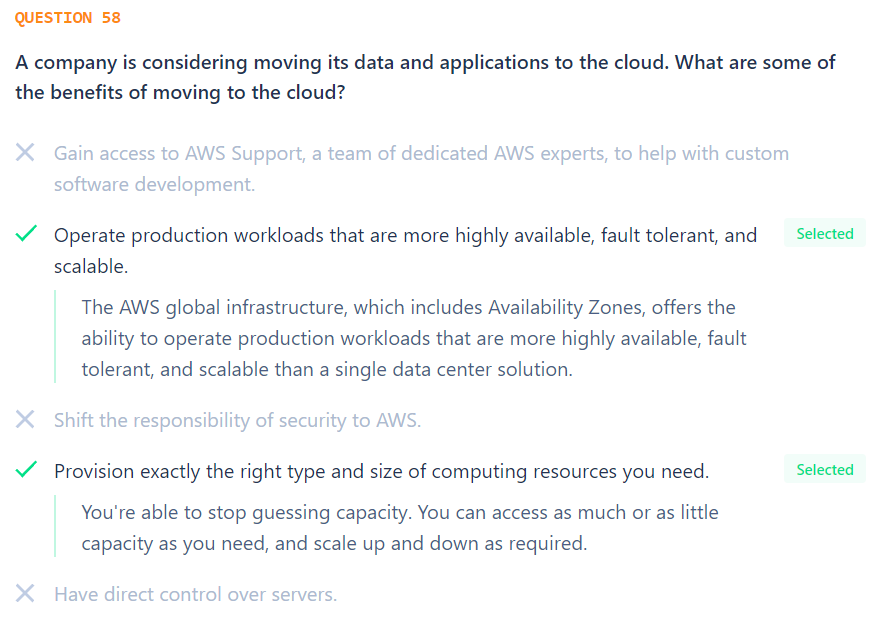 QUESTION 58
A company is considering moving its data and applications to the cloud. What are some of
the benefits of moving to the cloud?
Gain access to AWS Support, a team of dedicated AWS experts, to help with custom
software development.
Operate production workloads that are more highly available, fault tolerant, and
Selected
scalable.
The AWS global infrastructure, which includes Availability Zones, offers the
ability to operate production workloads that are more highly available, fault
tolerant, and scalable than a single data center solution.
Shift the responsibility of security to AWS.
Provision exactly the right type and size of computing resources you need.
Selected
You're able to stop guessing capacity. You can access as much or as little
capacity as you need, and scale up and down as required.
Have direct control over servers.